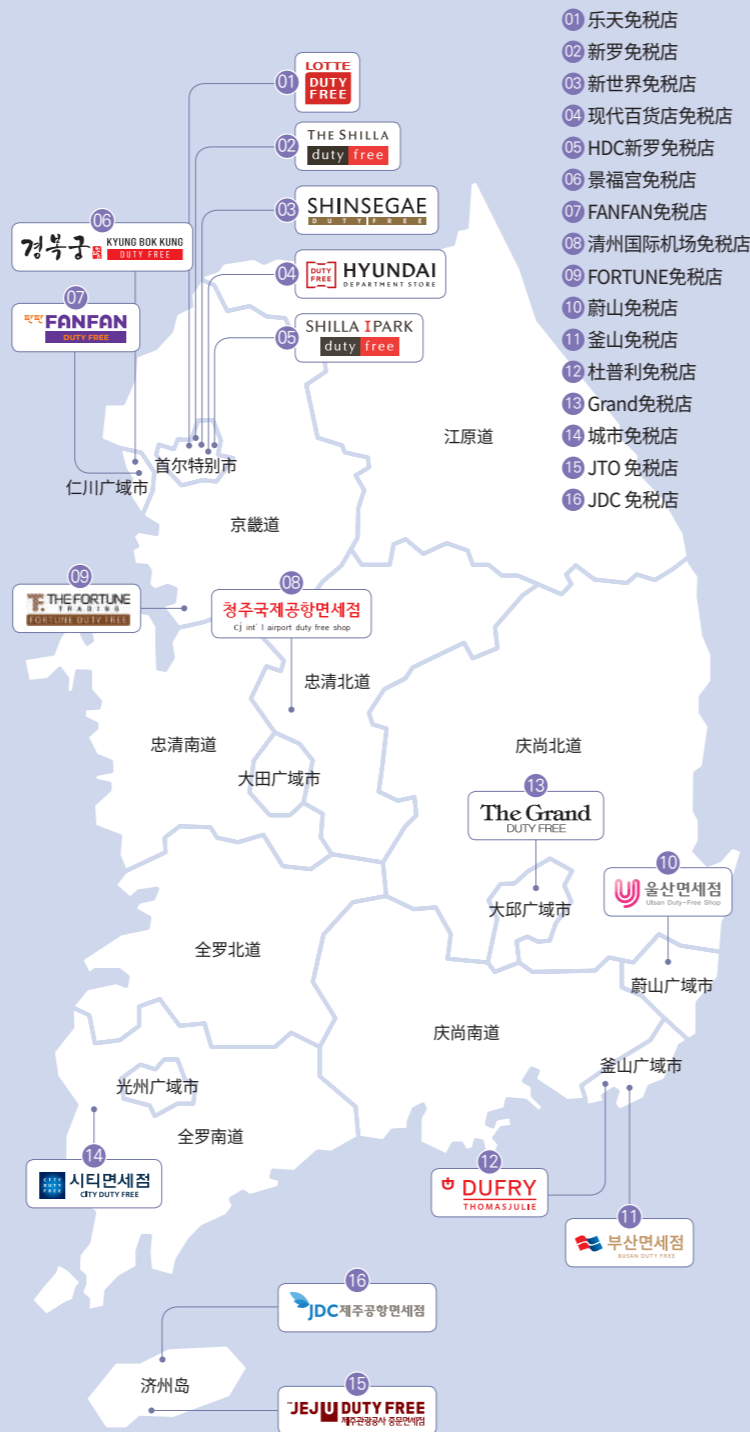 01 乐天免税店
02 新罗免税店
03 新世界免税店
04 现代百货店免税店
05 HDC新罗免税店
06 景福宫免税店
07 FANFAN免税店
08 清州国际机场免税店
09 FORTUNE免税店
10 蔚山免税店
11 釜山免税店
12 杜普利免税店
13 Grand免税店
14 城市免税店
15 JTO 免税店
16 JDC 免税店
01
LOTTE
DUTY
FREE
02
THE SHILLA
duty free
03
SHINSEGAE
DUTY FREE
04
DUTY
FREE
HYUNDAI
DEPARTMENT STORE
05
SHILLA IPARK
duty free
06
경복궁
KYUNG BOK KUNG
DUTY FREE
07
판판 FANFAN
DUTY FREE
江原道
首尔特别市
仁川广域市
京畿道
09
THE FORTUNE
TRADING
FORTUNE DUTY FREE
08
청주국제공항면세점
cj int' l airport duty free shop
忠清北道
忠清南道
庆尚北道
大田广域市
13
The Grand
DUTY FREE
10
울산면세점
Ulsan Duty-Free Shop
大邱广域市
全罗北道
蔚山广域市
庆尚南道
釜山广域市
光州广域市
全罗南道
14
CITY
DUTY
FREE
시티면세점
CITY DUTY FREE
12
DUFRY
THOMASJULIE
11
부산면세점
BUSAN DUTY FREE
16
JDC 제주공항면세점
济州岛
15
JEJU DUTY FREE
제주관광공사 중문면세점